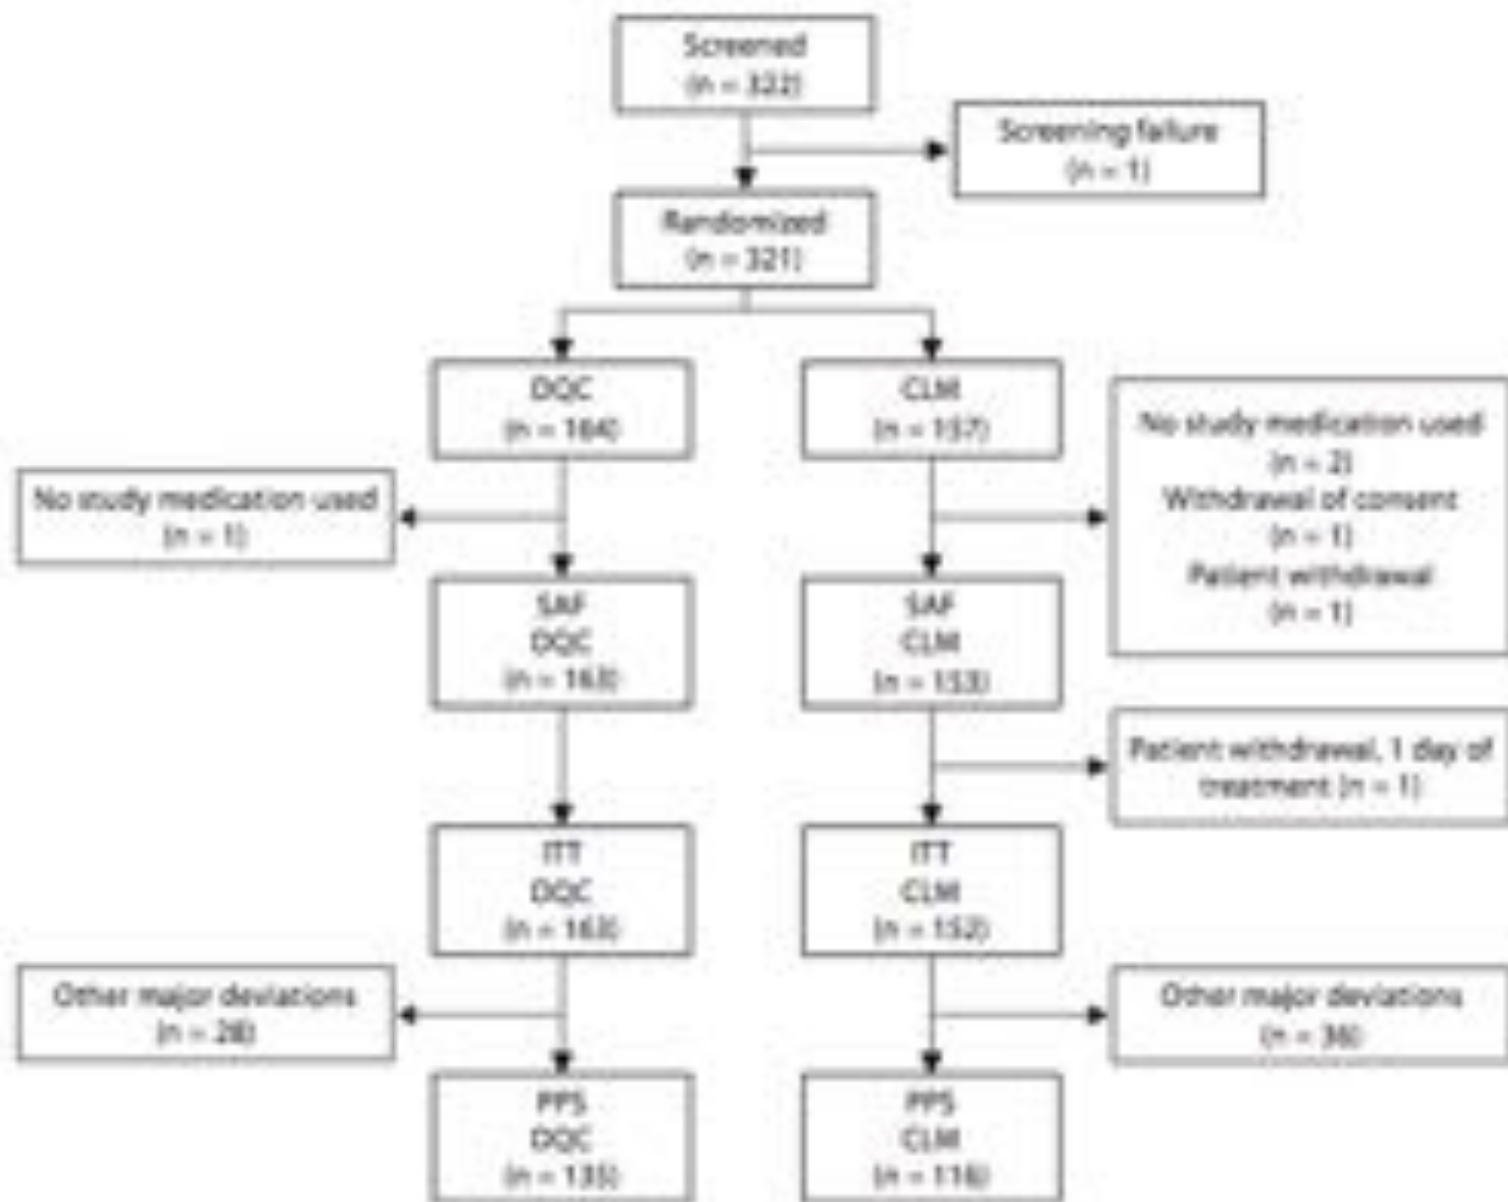 Screened
(n = 322)
Screening failure
(n = 1)
Randomized
(n = 321)
DQC
(n = 164)
CLM
(n = 157)
No study medication used
(n = 1)
No study medication used
(n = 2)
Withdrawal of consent
(n = 1)
Patient withdrawal
(n = 1)
SAF
DQC
(n = 163)
SAF
CLM
(n = 153)
Patient withdrawal, 1 day of
treatment (n = 1)
ITT
DQC
(n = 163)
ITT
CLM
(n = 152)
Other major deviations
(n = 28)
Other major deviations
(n = 36)
PPS
DQC
(n = 135)
PPS
CLM
(n = 116)